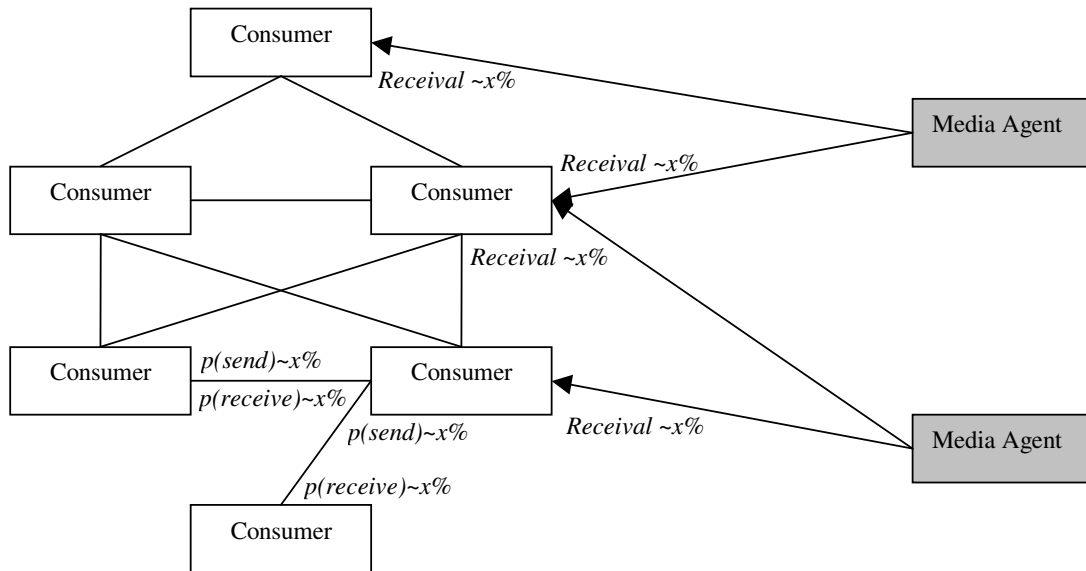 Consumer
Receival ~x%
Media Agent
Receival ~x%
Consumer
Consumer
Receival ~x%
p(send)~x%
Consumer
Consumer
p(receive)~x%
Receival ~x%
p(send)~x%
Media Agent
p(receive)~x%
Consumer